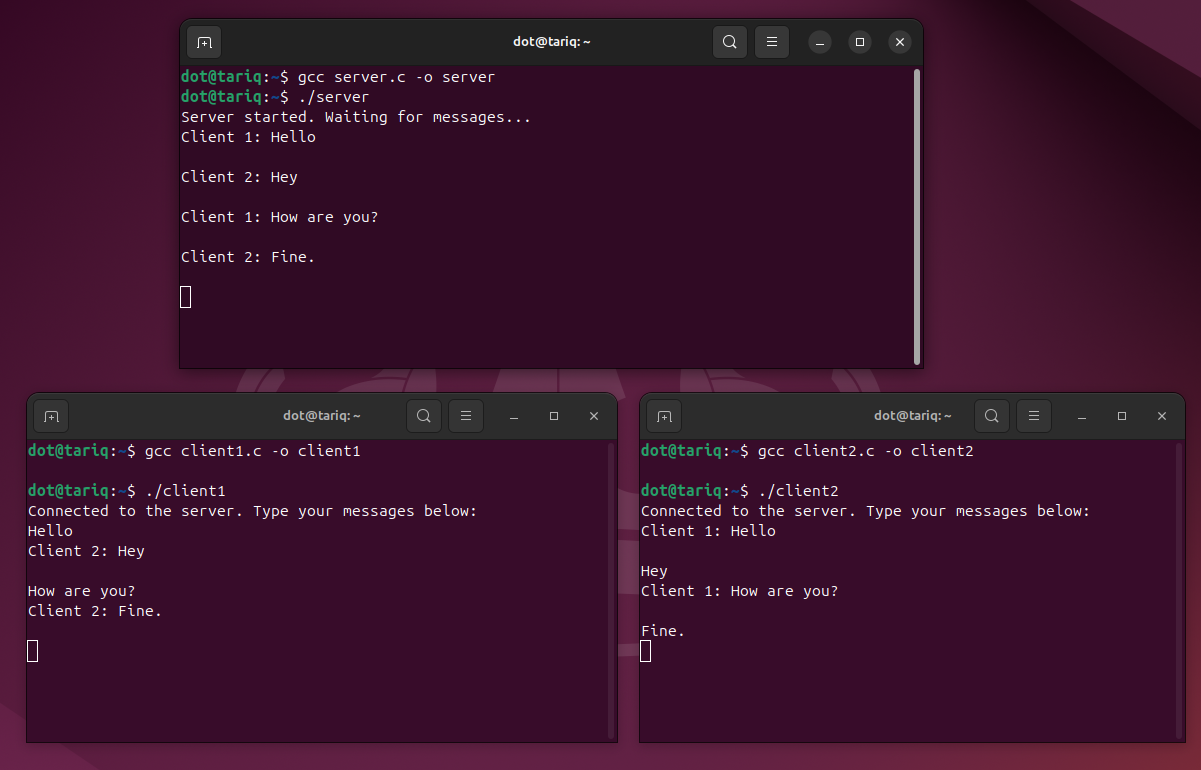 dot@tariq: ~
dot@tariq:~$ gcc server.c -o server
dot@tariq:~$ ./server
Server started. Waiting for messages...
Client 1: Hello
Client 2: Hey
Client 1: How are you?
Client 2: Fine.
dot@tariq: ~
dot@tariq:~$ gcc client1.c -o client1
dot@tariq:~$ ./client1
Connected to the server. Type your messages below:
Hello
Client 2: Hey
How are you?
Client 2: Fine.
dot@tariq: ~
dot@tariq:~$ gcc client2.c -o client2
dot@tariq:~$ ./client2
Connected to the server. Type your messages below:
Client 1: Hello
Hey
Client 1: How are you?
Fine.